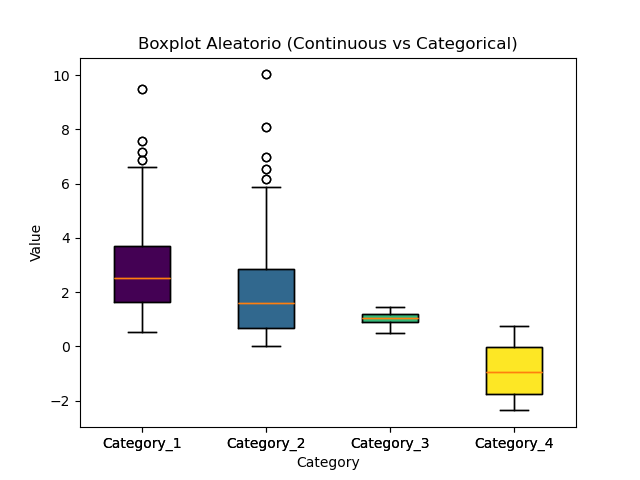 Boxplot Aleatorio (Continuous vs Categorical)
10
8
6
4
2
0
−2
Value
Category_1
Category_2
Category_3
Category_4
Category